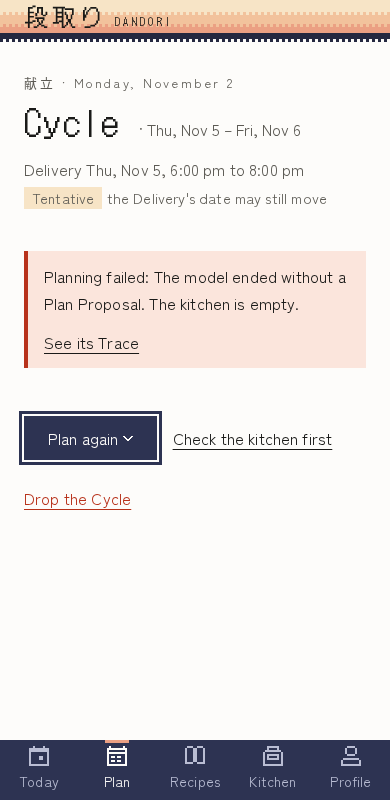 段取り DANDORI
献立 · Monday, November 2
Cycle · Thu, Nov 5 – Fri, Nov 6
Delivery Thu, Nov 5, 6:00 pm to 8:00 pm
Tentative the Delivery's date may still move
Planning failed: The model ended without a
Plan Proposal. The kitchen is empty.
See its Trace
Plan again Check the kitchen first
Drop the Cycle
Today Plan Recipes Kitchen Profile